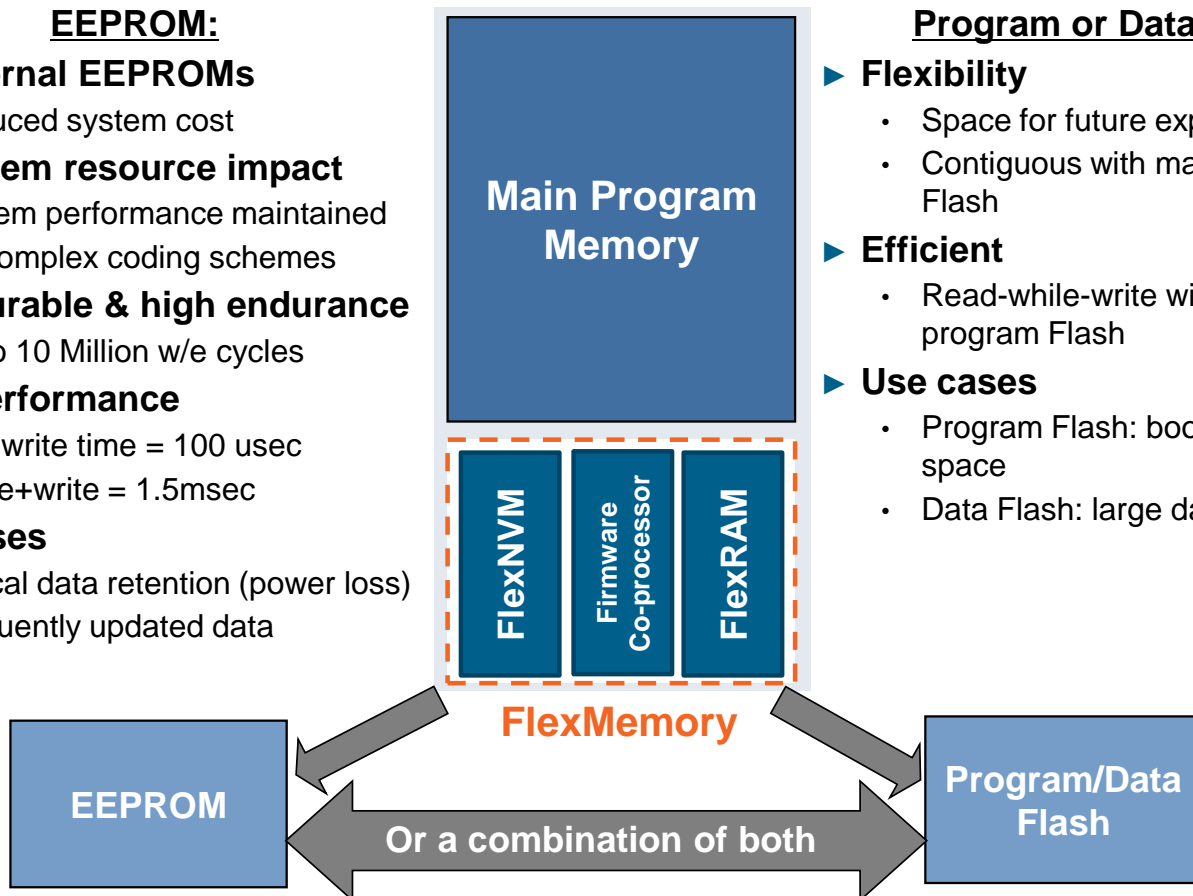 EEPROM:
ernal EEPROMs
uced system cost
em resource impact
em performance maintained
omplex coding schemes
urable & high endurance
o 10 Million w/e cycles
erformance
write time = 100 usec
e+write = 1.5msec
ses
cal data retention (power loss)
uently updated data
Main Program
Memory
FlexNVM
Firmware
Co-processor
FlexRAM
FlexMemory
Program or Data
► Flexibility
• Space for future exp
• Contiguous with ma
Flash
► Efficient
• Read-while-write wi
program Flash
► Use cases
• Program Flash: boo
space
• Data Flash: large da
EEPROM
Or a combination of both
Program/Data
Flash